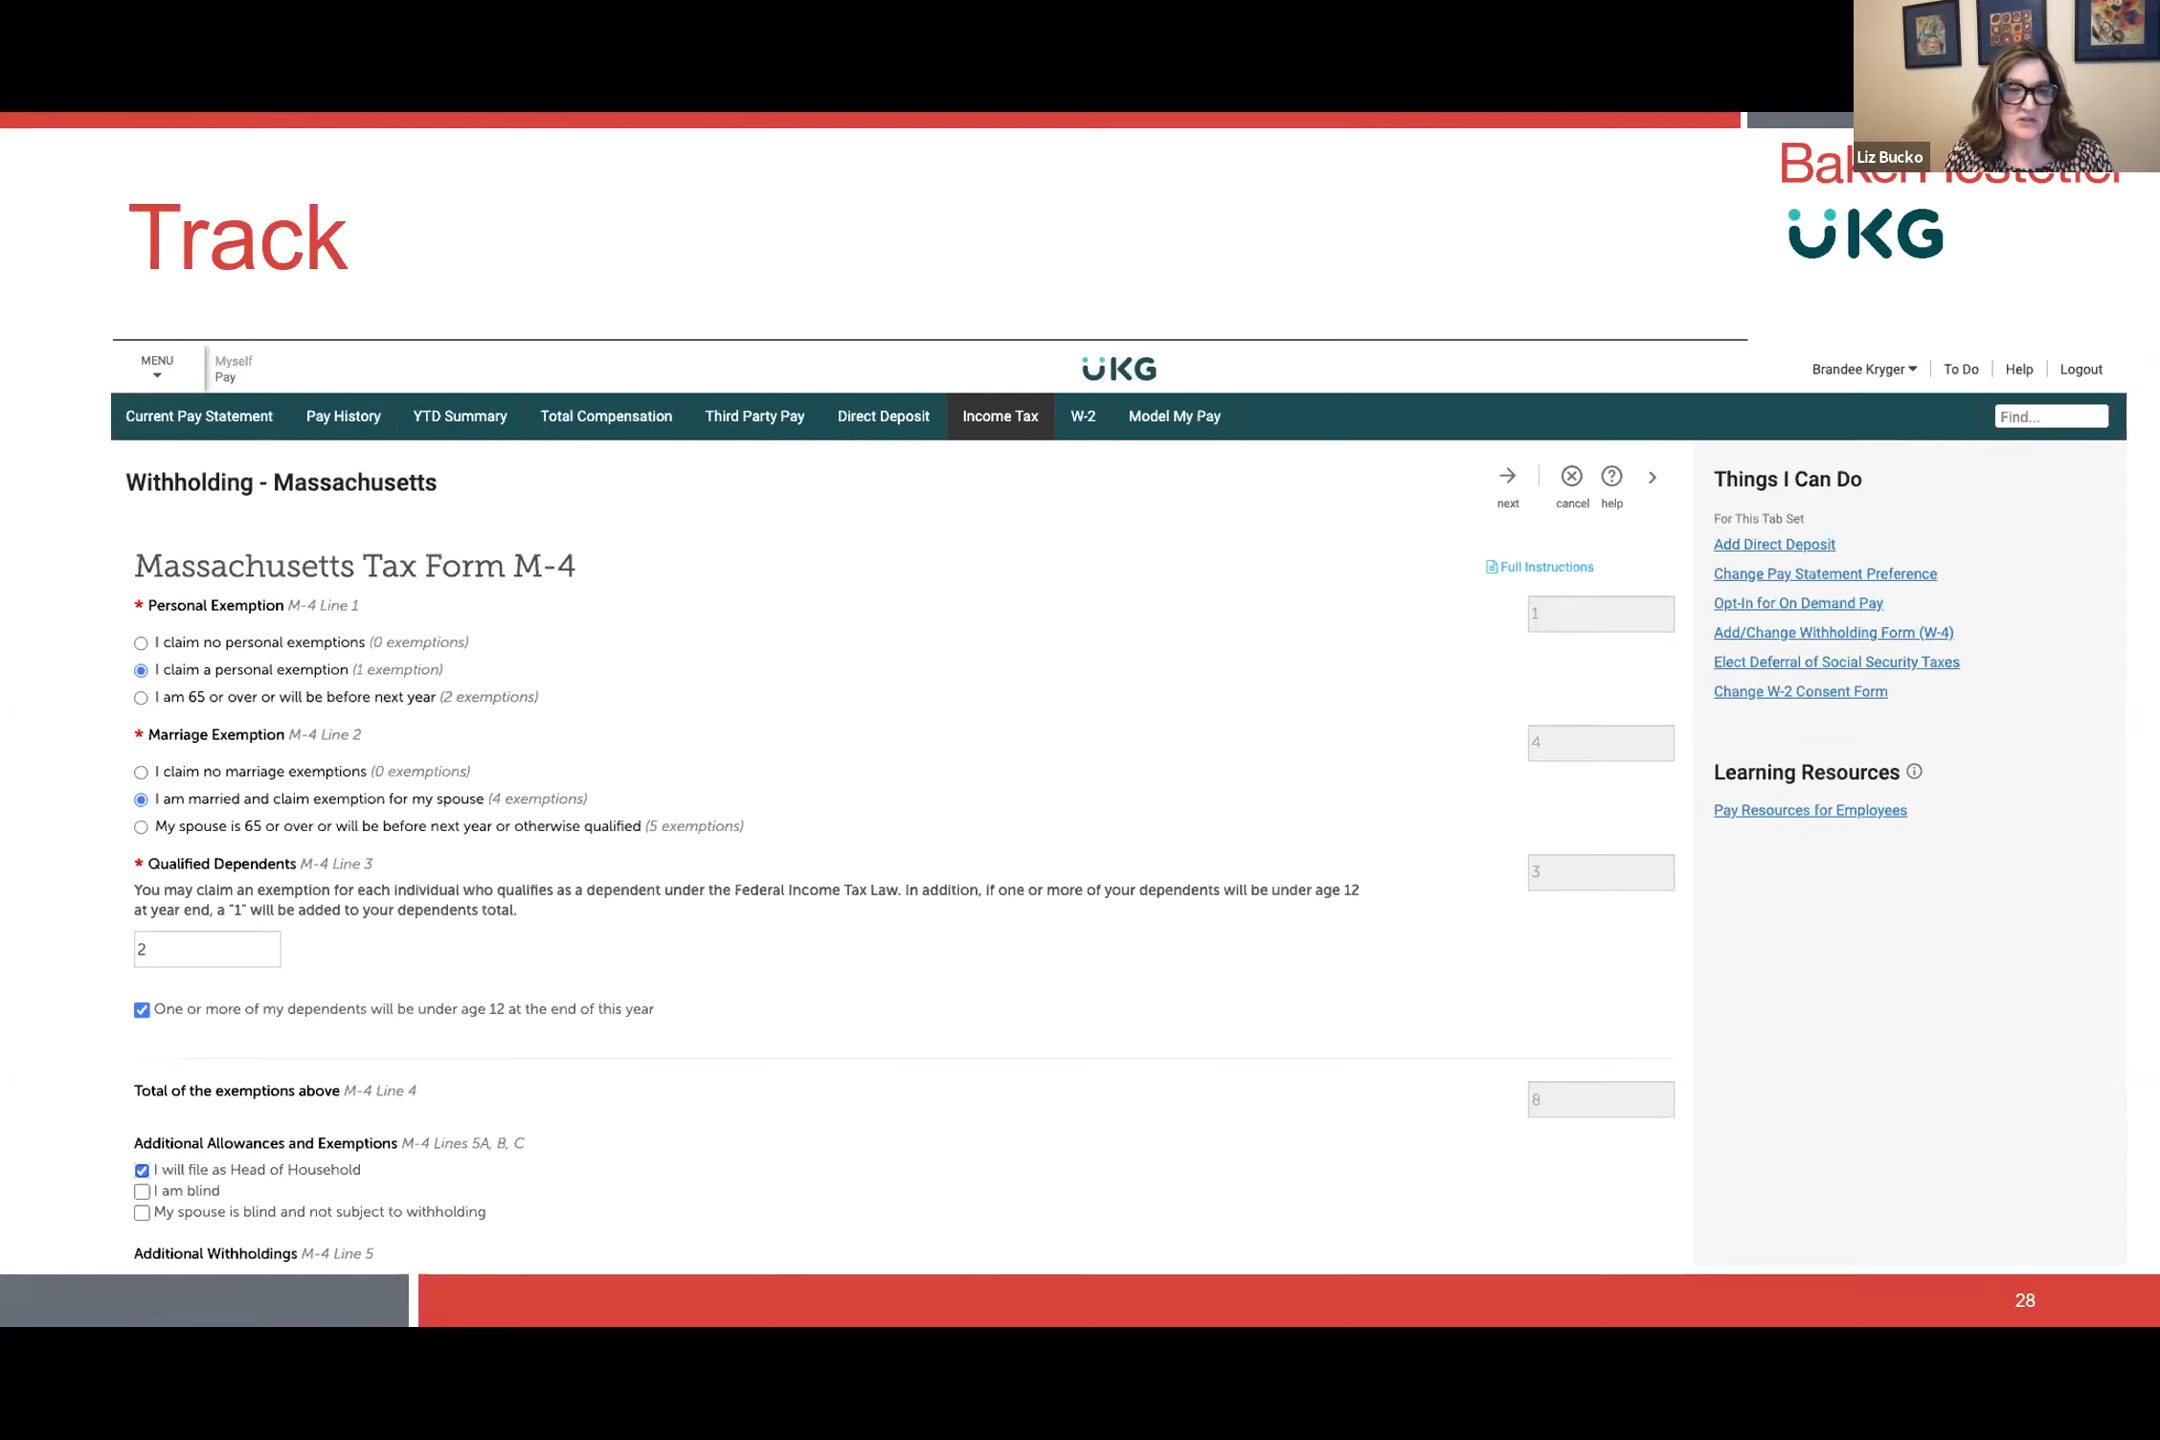 Liz Bucko
Track
UKG
MENU
Myself
Pay
UKG
Brandee Kryger
To Do
Help
Logout
Current Pay Statement
Pay History
YTD Summary
Total Compensation
Third Party Pay
Direct Deposit
Income Tax
W-2
Model My Pay
Find...
Withholding - Massachusetts
next
cancel
help
Massachusetts Tax Form M-4
Full Instructions
* Personal Exemption M-4 Line 1
1
I claim no personal exemptions (0 exemptions)
I claim a personal exemption (1 exemption)
I am 65 or over or will be before next year (2 exemptions)
* Marriage Exemption M-4 Line 2
4
I claim no marriage exemptions (0 exemptions)
I am married and claim exemption for my spouse (4 exemptions)
My spouse is 65 or over or will be before next year or otherwise qualified (5 exemptions)
* Qualified Dependents M-4 Line 3
3
You may claim an exemption for each individual who qualifies as a dependent under the Federal Income Tax Law. In addition, if one or more of your dependents will be under age 12
at year end, a "1" will be added to your dependents total.
2
One or more of my dependents will be under age 12 at the end of this year
Total of the exemptions above M-4 Line 4
8
Additional Allowances and Exemptions M-4 Lines 5A, B, C
I will file as Head of Household
I am blind
My spouse is blind and not subject to withholding
Additional Withholdings M-4 Line 5
Things I Can Do
For This Tab Set
Add Direct Deposit
Change Pay Statement Preference
Opt-In for On Demand Pay
Add/Change Withholding Form (W-4)
Elect Deferral of Social Security Taxes
Change W-2 Consent Form
Learning Resources
Pay Resources for Employees
28